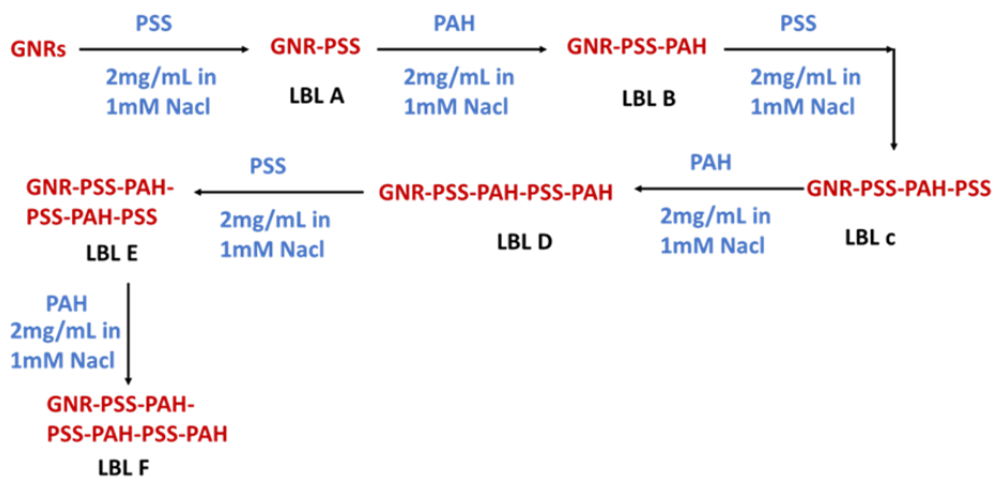 PSS
PAH
PSS
GNRs
GNR-PSS
GNR-PSS-PAH
2mg/mL in
1mM Nacl
LBL A
2mg/mL in
1mM Nacl
LBL B
2mg/mL in
1mM Nacl
PAH
GNR-PSS-PAH-PSS
2mg/mL in
1mM Nacl
LBL c
GNR-PSS-PAH-PSS-PAH
LBL D
PSS
2mg/mL in
1mM Nacl
GNR-PSS-PAH-
PSS-PAH-PSS
LBL E
PAH
2mg/mL in
1mM Nacl
GNR-PSS-PAH-
PSS-PAH-PSS-PAH
LBL F